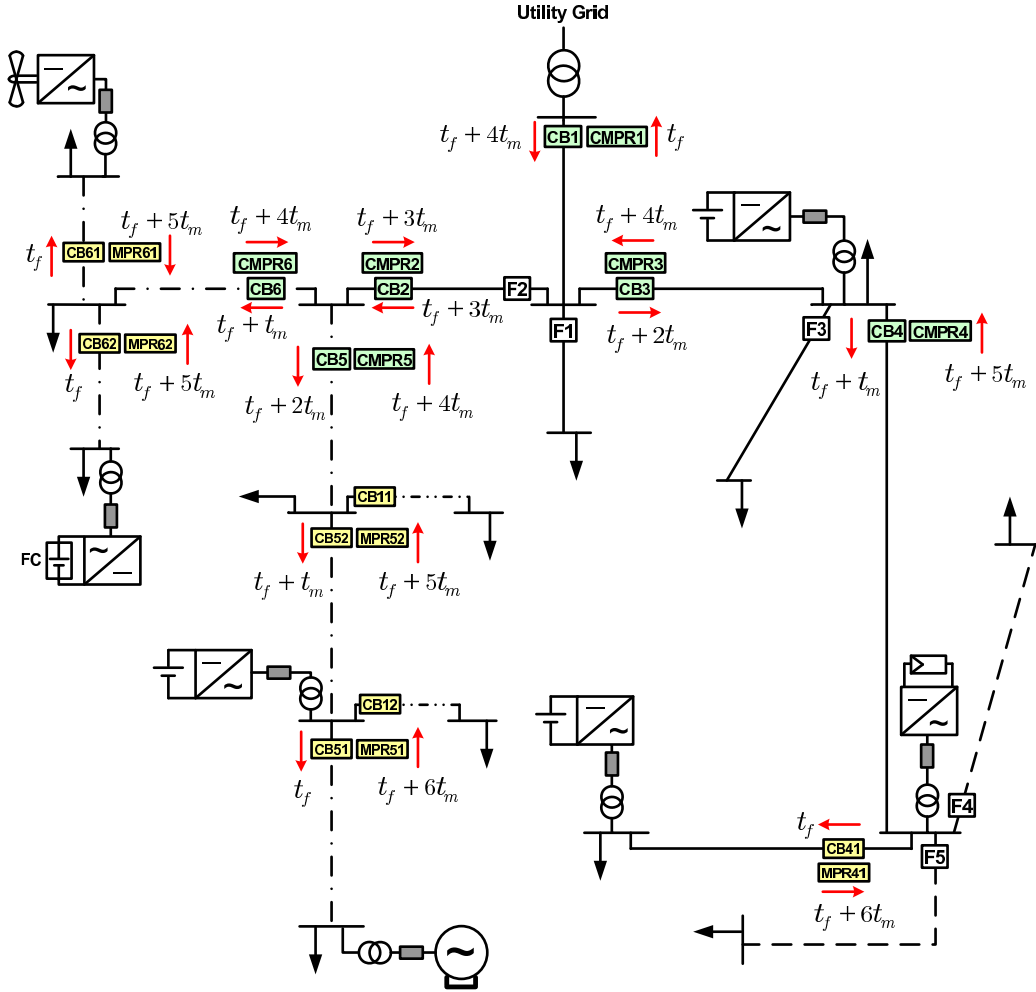 Utility Grid
t_f + 4t_m
CB1
CMPR1
t_f
t_f + 5t_m
t_f
CB61
MPR61
t_f + 4t_m
CMPR6
CB6
t_f + t_m
t_f + 3t_m
CMPR2
CB2
t_f + 3t_m
F2
F1
t_f + 4t_m
CMPR3
CB3
t_f + 2t_m
F3
CB4
CMPR4
t_f + t_m
t_f + 5t_m
CB62
MPR62
t_f
t_f + 5t_m
CB5
CMPR5
t_f + 2t_m
t_f + 4t_m
CB11
CB52
MPR52
t_f + t_m
t_f + 5t_m
FC
CB12
CB51
MPR51
t_f
t_f + 6t_m
F4
F5
t_f
CB41
MPR41
t_f + 6t_m